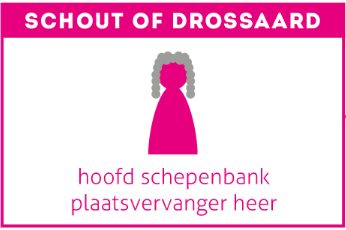 SCHOUT OF DROSSAARD
hoofd schepenbank
plaatsvervanger heer